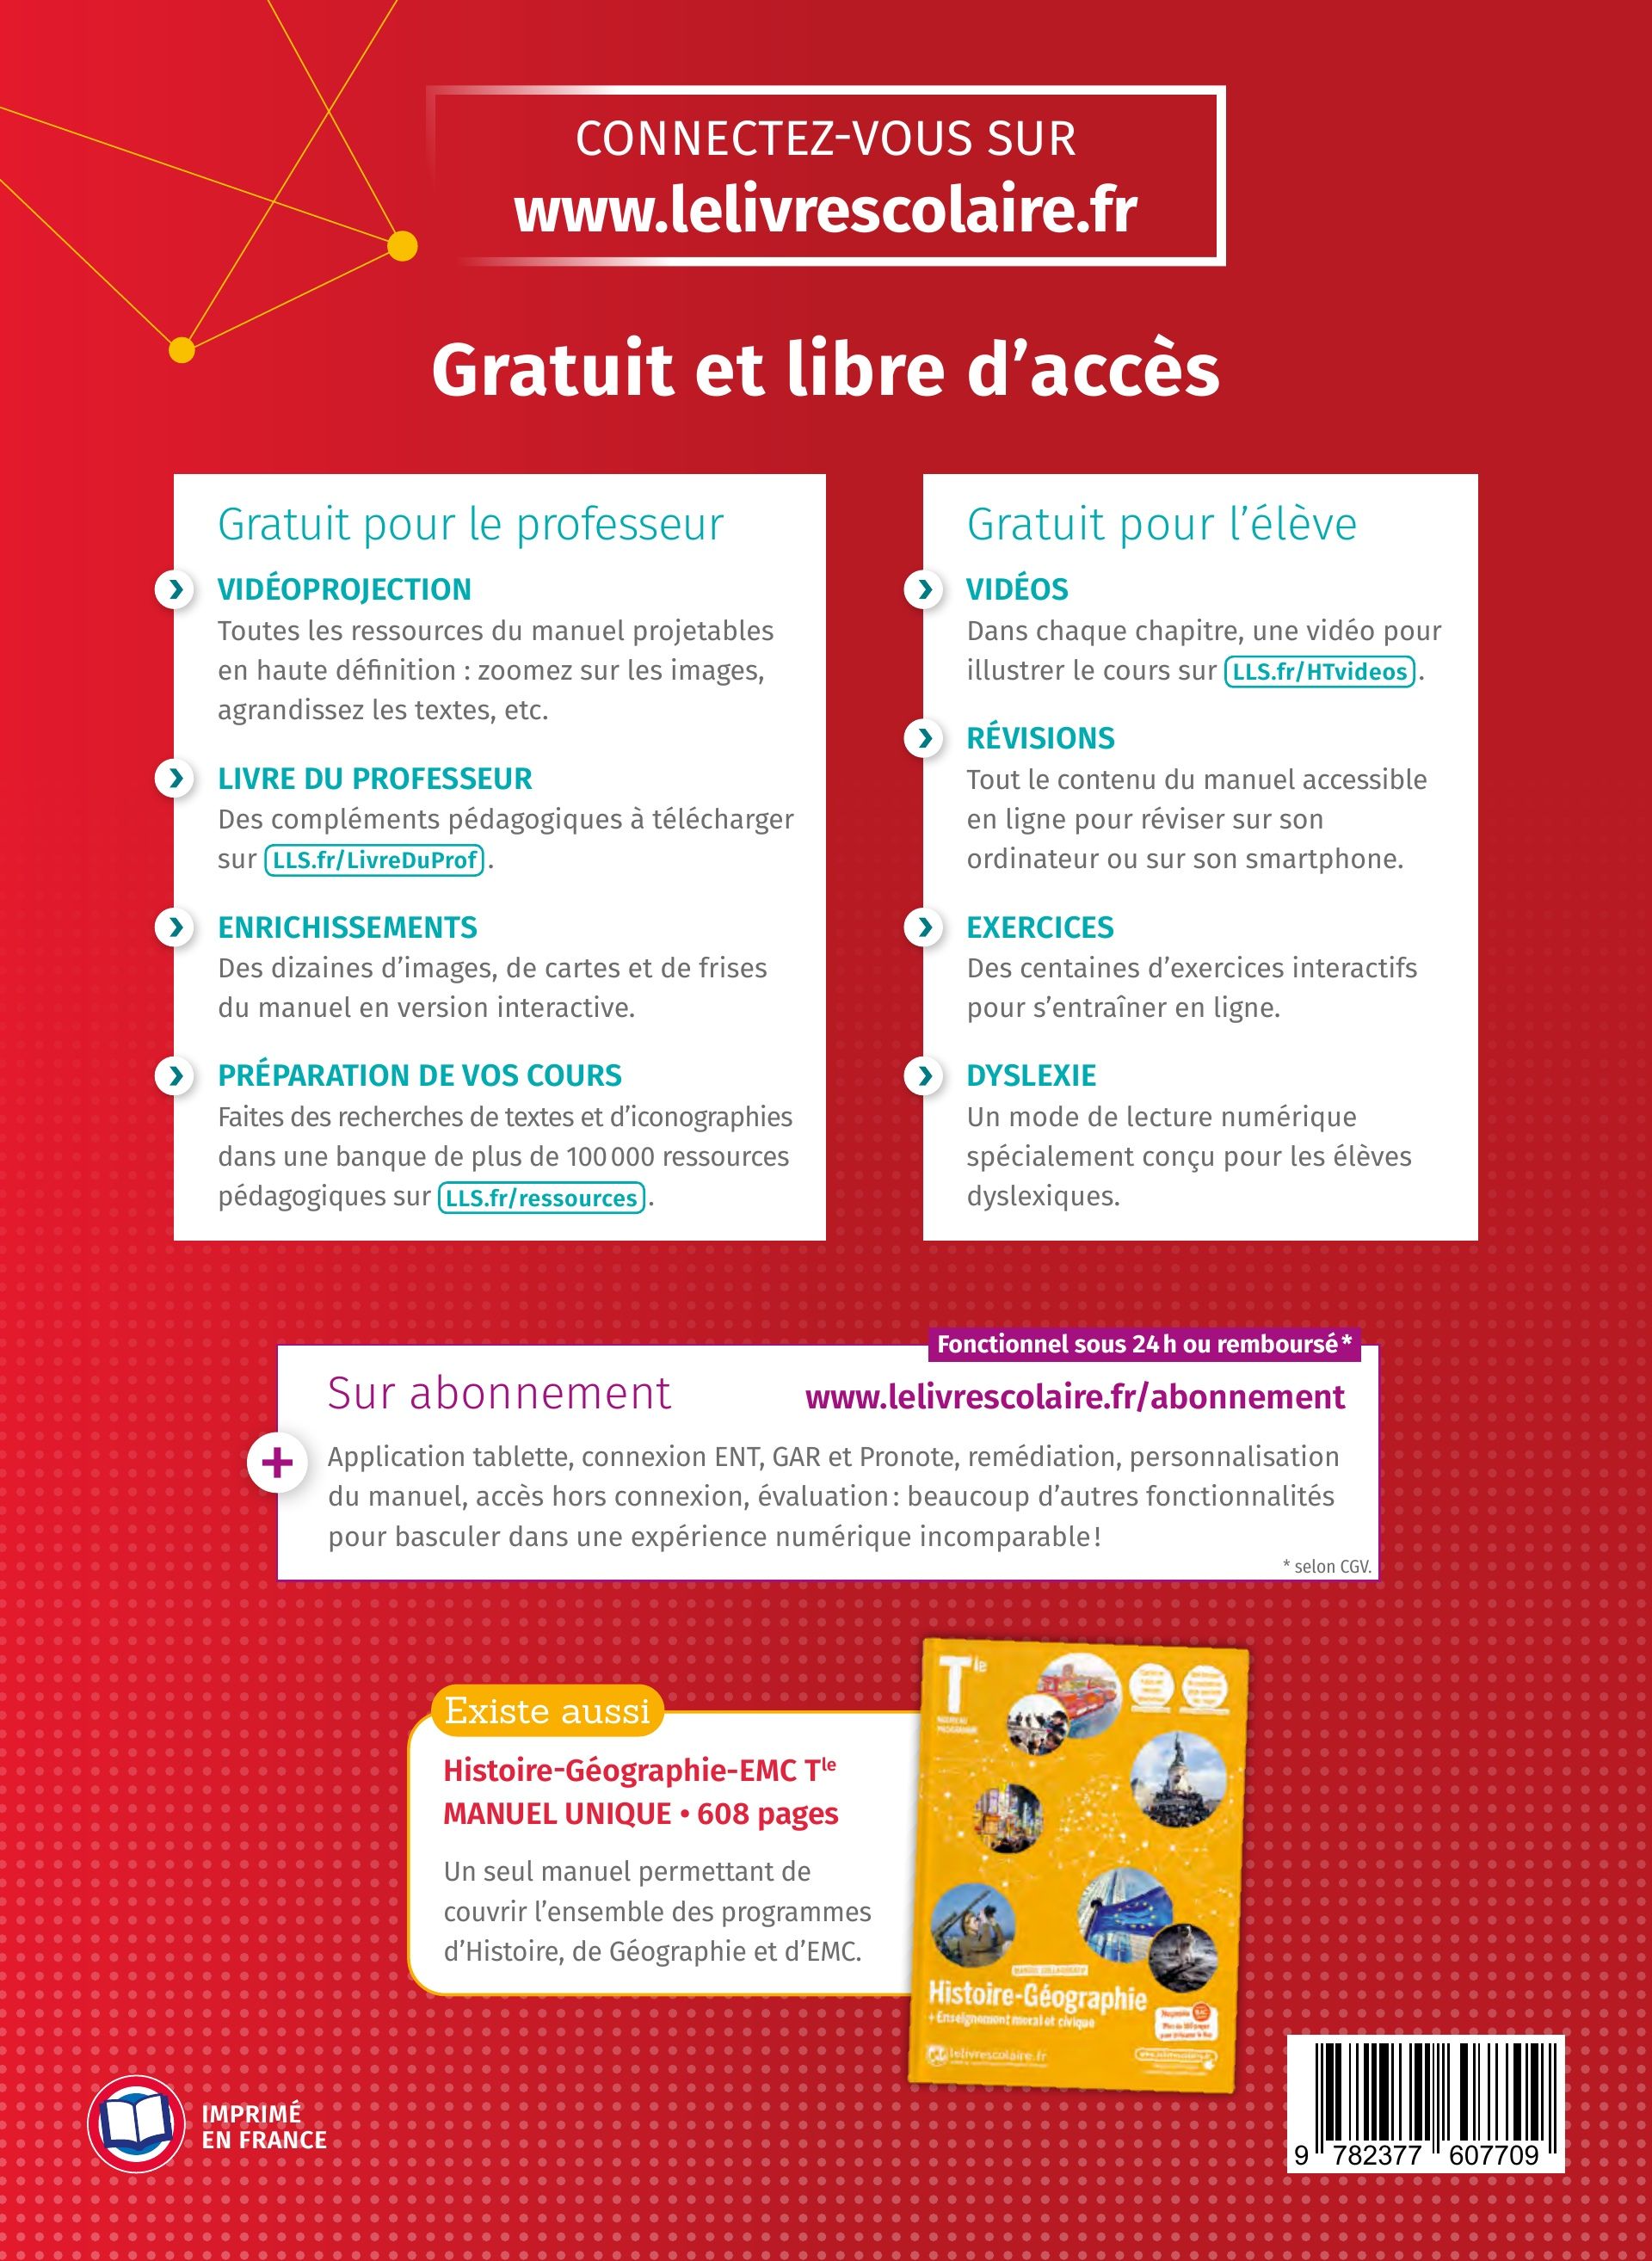 CONNECTEZ-VOUS SUR
www.lelivrescolaire.fr
Gratuit et libre d’accès
Gratuit pour le professeur
VIDÉOPROJECTION
Toutes les ressources du manuel projetables
en haute définition : zoomez sur les images,
agrandissez les textes, etc.
LIVRE DU PROFESSEUR
Des compléments pédagogiques à télécharger
sur LLS.fr/LivreDuProf .
ENRICHISSEMENTS
Des dizaines d’images, de cartes et de frises
du manuel en version interactive.
PRÉPARATION DE VOS COURS
Faites des recherches de textes et d’iconographies
dans une banque de plus de 100 000 ressources
pédagogiques sur LLS.fr/ressources .
Gratuit pour l’élève
VIDÉOS
Dans chaque chapitre, une vidéo pour
illustrer le cours sur LLS.fr/HTvideos .
RÉVISIONS
Tout le contenu du manuel accessible
en ligne pour réviser sur son
ordinateur ou sur son smartphone.
EXERCICES
Des centaines d’exercices interactifs
pour s’entraîner en ligne.
DYSLEXIE
Un mode de lecture numérique
spécialement conçu pour les élèves
dyslexiques.
Fonctionnel sous 24 h ou remboursé *
Sur abonnement
www.lelivrescolaire.fr/abonnement
Application tablette, connexion ENT, GAR et Pronote, remédiation, personnalisation
du manuel, accès hors connexion, évaluation : beaucoup d’autres fonctionnalités
pour basculer dans une expérience numérique incomparable !
* selon CGV.
Existe aussi
Histoire-Géographie-EMC Tle
MANUEL UNIQUE • 608 pages
Un seul manuel permettant de
couvrir l’ensemble des programmes
d’Histoire, de Géographie et d’EMC.
Tle
NOUVEAU
PROGRAMME
MANUEL COLLABORATIF
Histoire-Géographie
+ Enseignement moral et civique
lelivrescolaire.fr
IMPRIMÉ
EN FRANCE
9 782377 607709